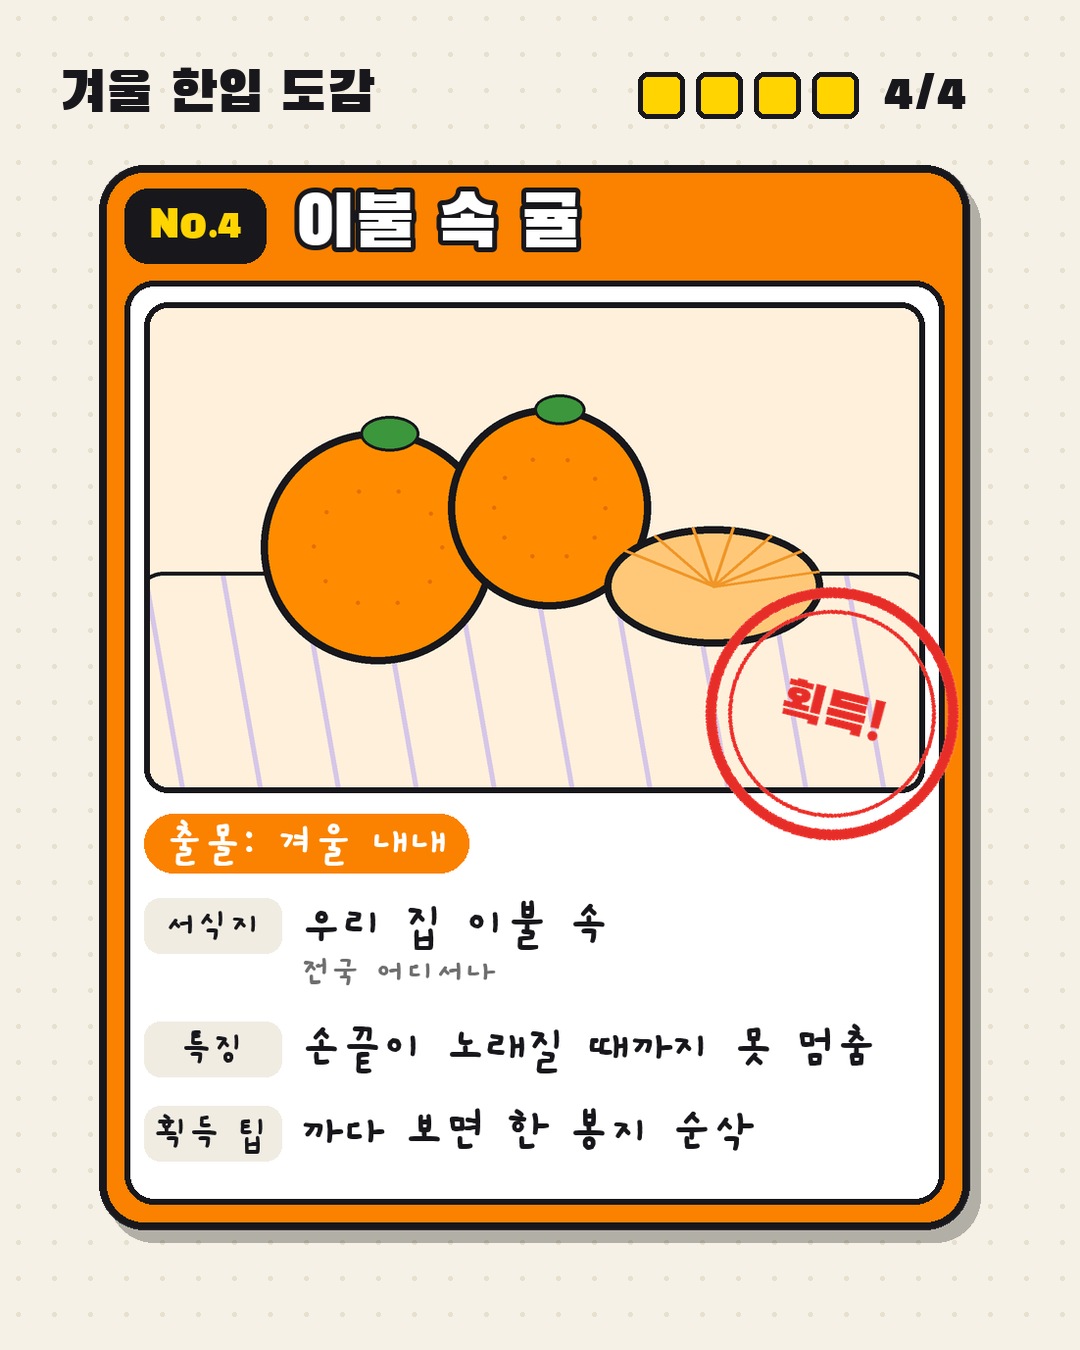 겨울 한입 도감
4/4
No.4
이불 속 귤
획득!
출몰: 겨울 내내
서식지
우리 집 이불 속
전국 어디서나
특징
손끝이 노래질 때까지 못 멈춤
획득 팁
까다 보면 한 봉지 순삭